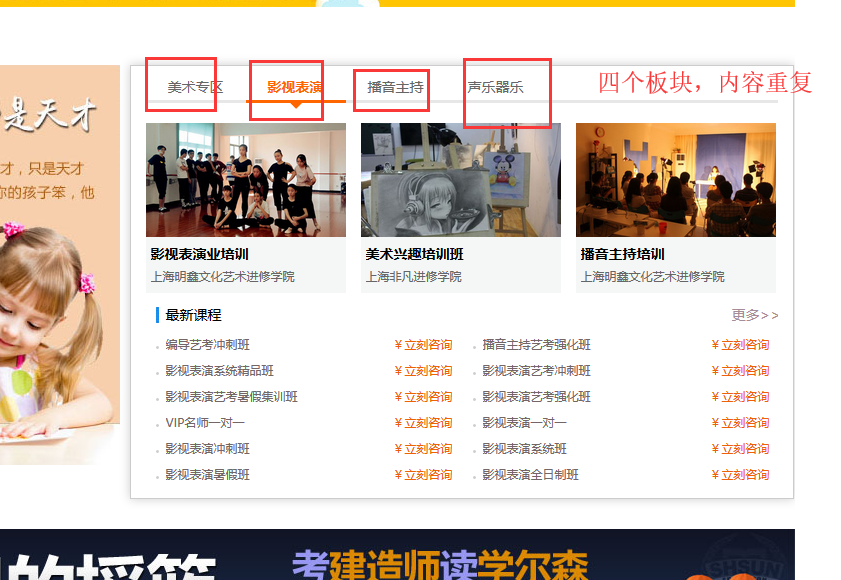 是天才
才，只是天才
你的孩子笨，他
美术专区 影视表演 播音主持 声乐器乐
四个板块，内容重复
影视表演业培训 美术兴趣培训班 播音主持培训
上海明鑫文化艺术进修学院 上海非凡进修学院 上海明鑫文化艺术进修学院
最新课程 更多>>
编导艺考冲刺班 ¥立刻咨询 播音主持艺考强化班 ¥立刻咨询
影视表演系统精品班 ¥立刻咨询 影视表演艺考冲刺班 ¥立刻咨询
影视表演艺考暑假集训班 ¥立刻咨询 影视表演艺考强化班 ¥立刻咨询
VIP名师一对一 ¥立刻咨询 影视表演一对一 ¥立刻咨询
影视表演冲刺班 ¥立刻咨询 影视表演系统班 ¥立刻咨询
影视表演暑假班 ¥立刻咨询 影视表演全日制班 ¥立刻咨询
的摇篮 考建造师读学尔森
SHSUN